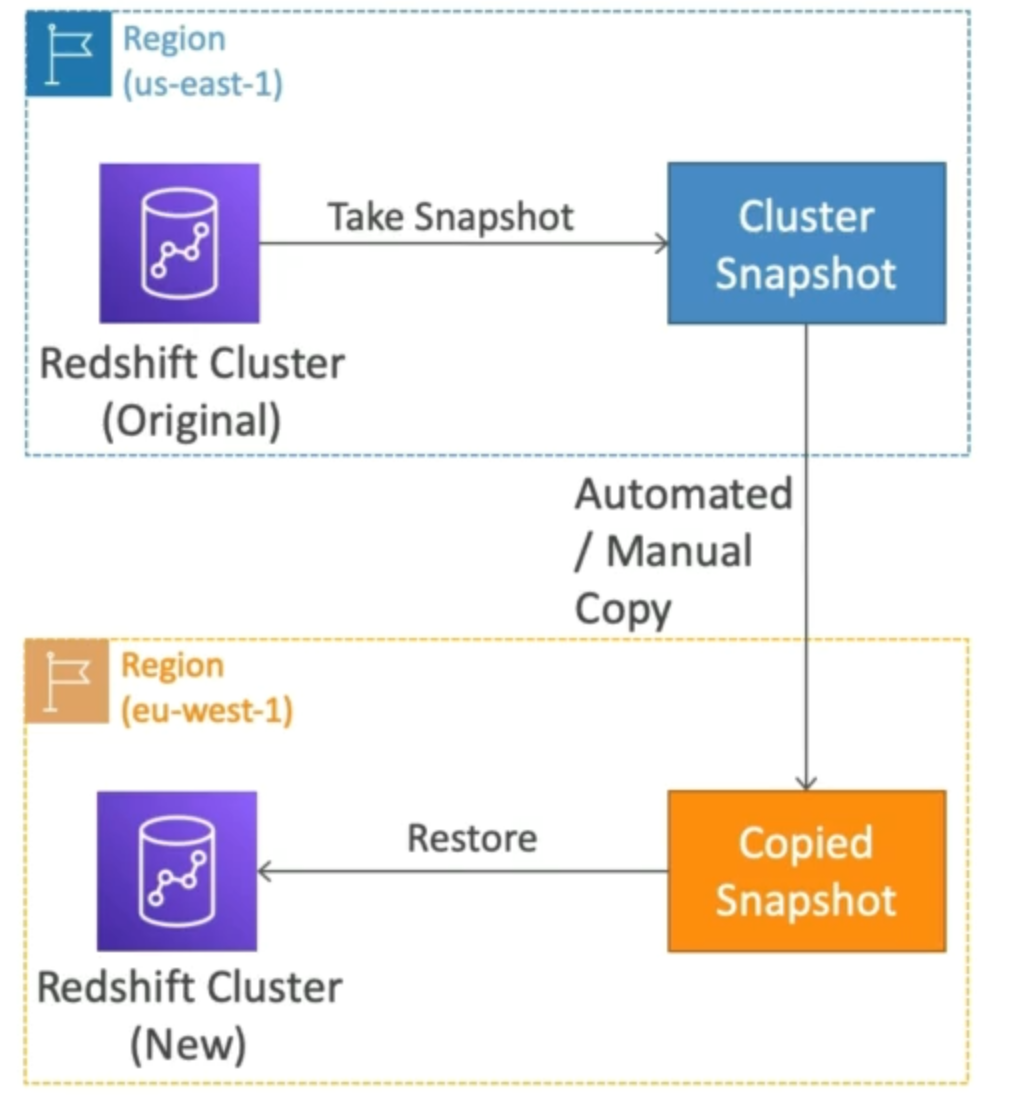 Region
(us-east-1)
Take Snapshot
Cluster
Snapshot
Redshift Cluster
(Original)
Automated
/ Manual
Copy
Region
(eu-west-1)
Restore
Copied
Snapshot
Redshift Cluster
(New)